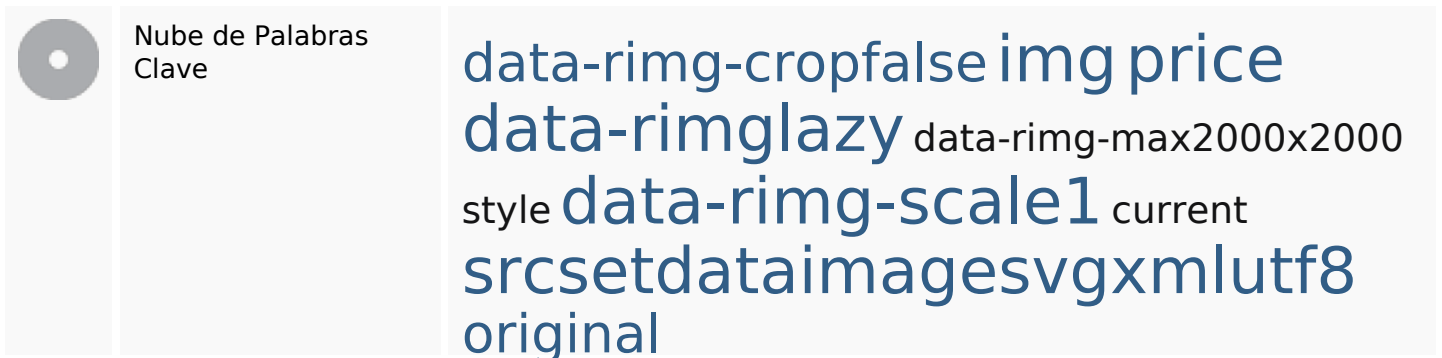 Nube de Palabras
Clave
data-rimg-cropfalse img price
data-rimglazy data-rimg-max2000x2000
style data-rimg-scale1 current
srcsetdataimagesvgxmlutf8
original